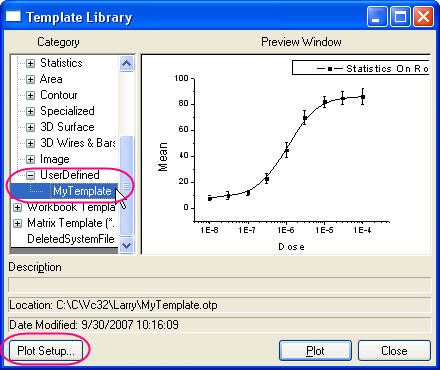 Template Library
Category
Preview Window
Statistics
Area
Contour
Specialized
3D Surface
3D Wires & Bars
Image
UserDefined
MyTemplate
Workbook Templa
Matrix Template (*.
DeletedSystemFile
Statistics On Ro
100
80
60
40
20
0
Mean
1E-8 1E-7 1E-6 1E-5 1E-4
Dose
Description
Location: C:\C\Vc32\Larry\MyTemplate.otp
Date Modified: 9/30/2007 10:16:09
Plot Setup... Plot Close